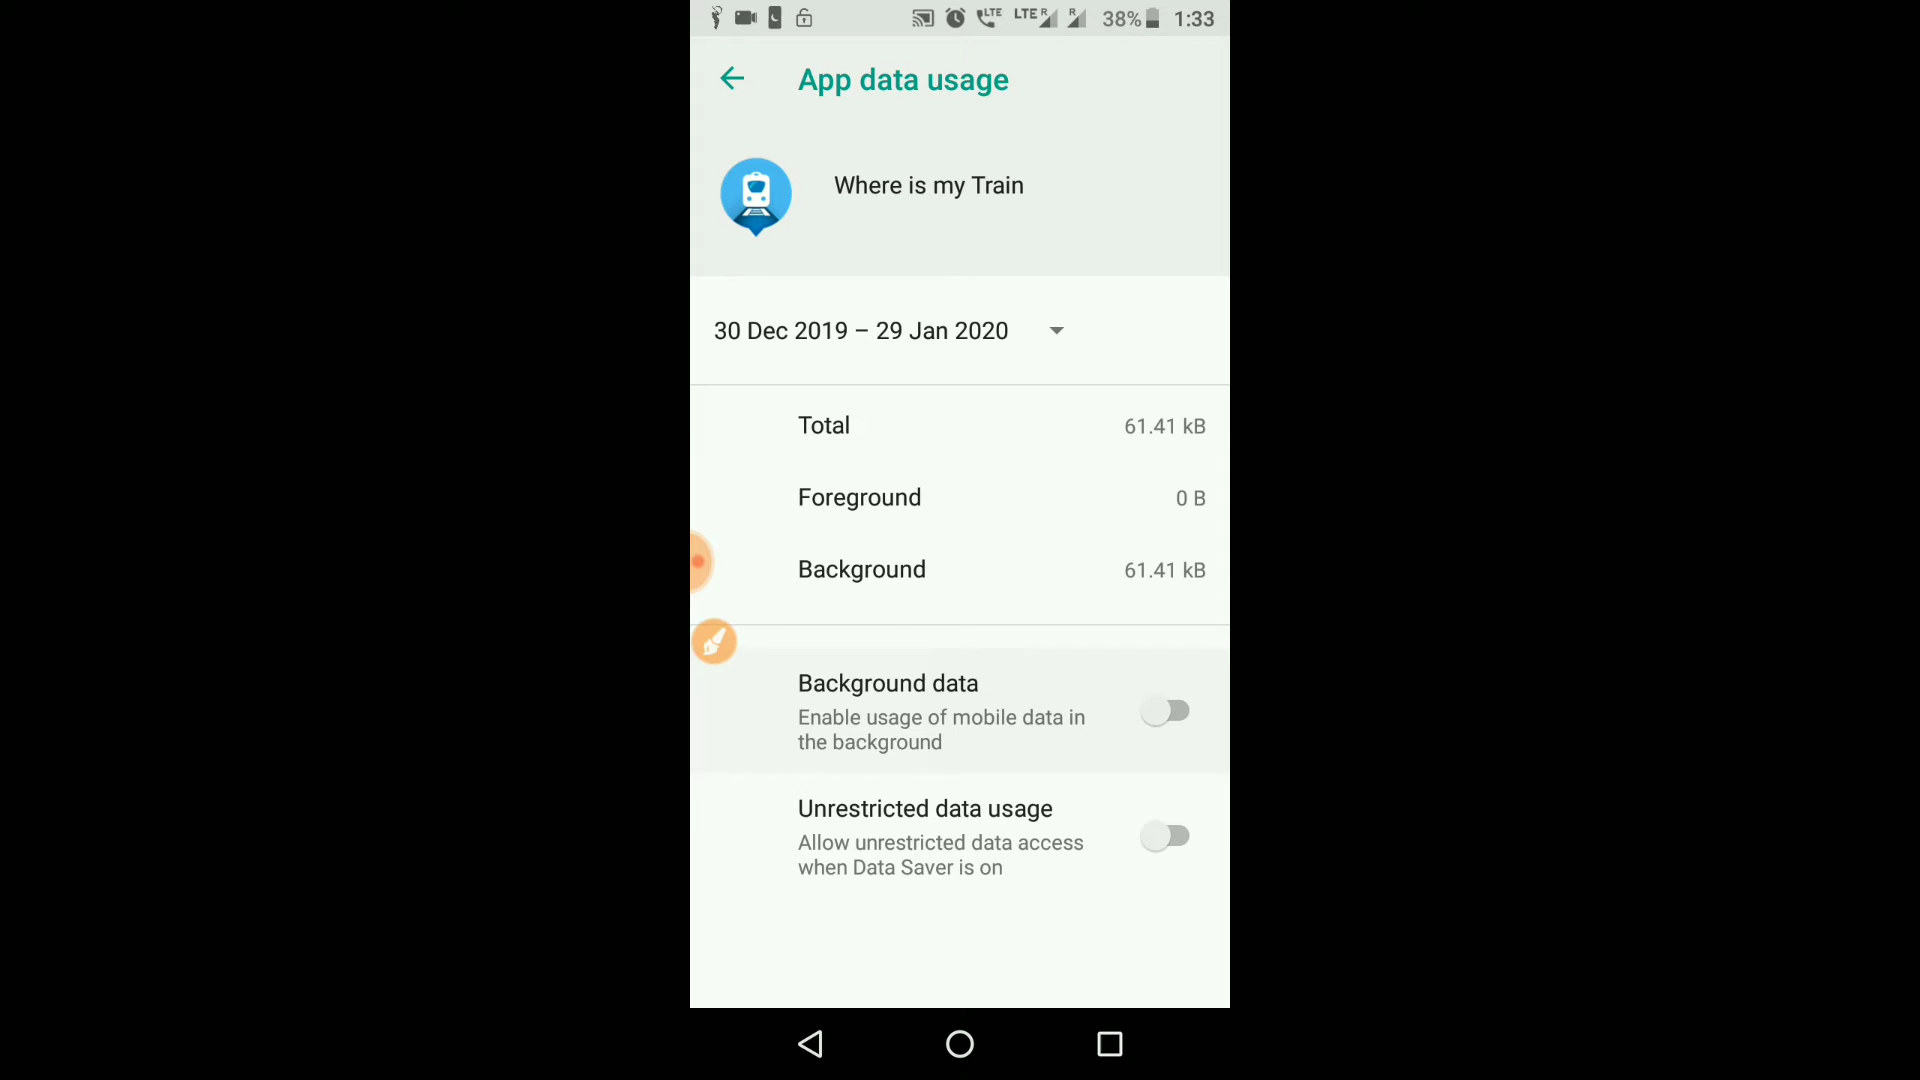 LTE LTE R R 38% 1:33
App data usage
Where is my Train
30 Dec 2019 – 29 Jan 2020
Total 61.41 kB
Foreground 0 B
Background 61.41 kB
Background data
Enable usage of mobile data in
the background
Unrestricted data usage
Allow unrestricted data access
when Data Saver is on